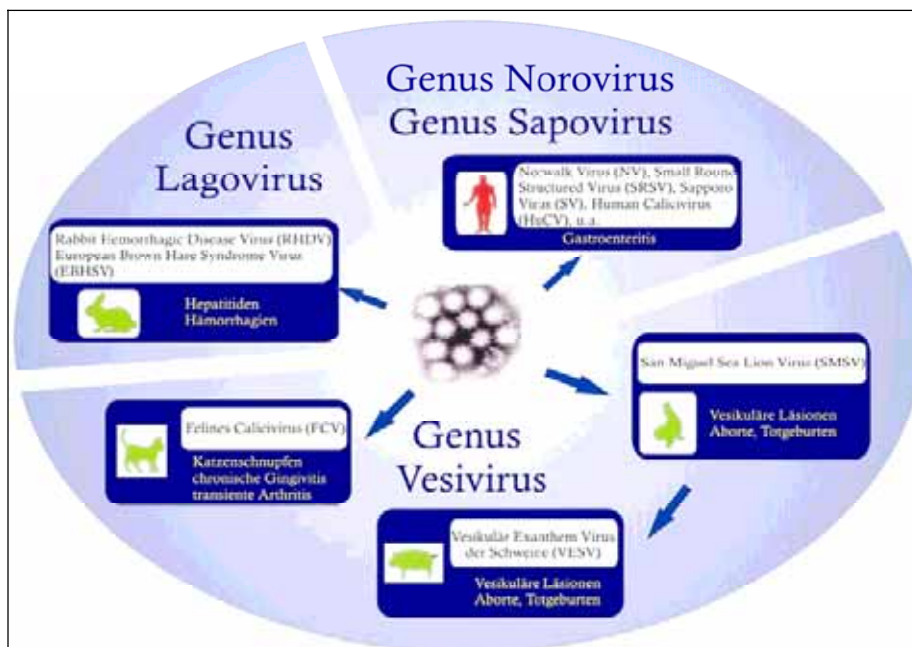 Genus Norovirus
Genus Sapovirus
Norwalk Virus (NV), Small Round
Structured Virus (SRSV), Sapporo
Virus (SV), Human Calicivirus
(HuCV), u.a.
Gastroenteritis
Genus
Lagovirus
Rabbit Hemorrhagic Disease Virus (RHDV)
European Brown Hare Syndrome Virus
(EBHSV)
Hepatitiden
Hämorrhagien
San Miguel Sea Lion Virus (SMSV)
Vesikuläre Läsionen
Aborte, Totgeburten
Felines Calicivirus (FCV)
Katzenschnupfen
chronische Gingivitis
transiente Arthritis
Genus
Vesivirus
Vesikulär Exanthem Virus
der Schweine (VESV)
Vesikuläre Läsionen
Aborte, Totgeburten